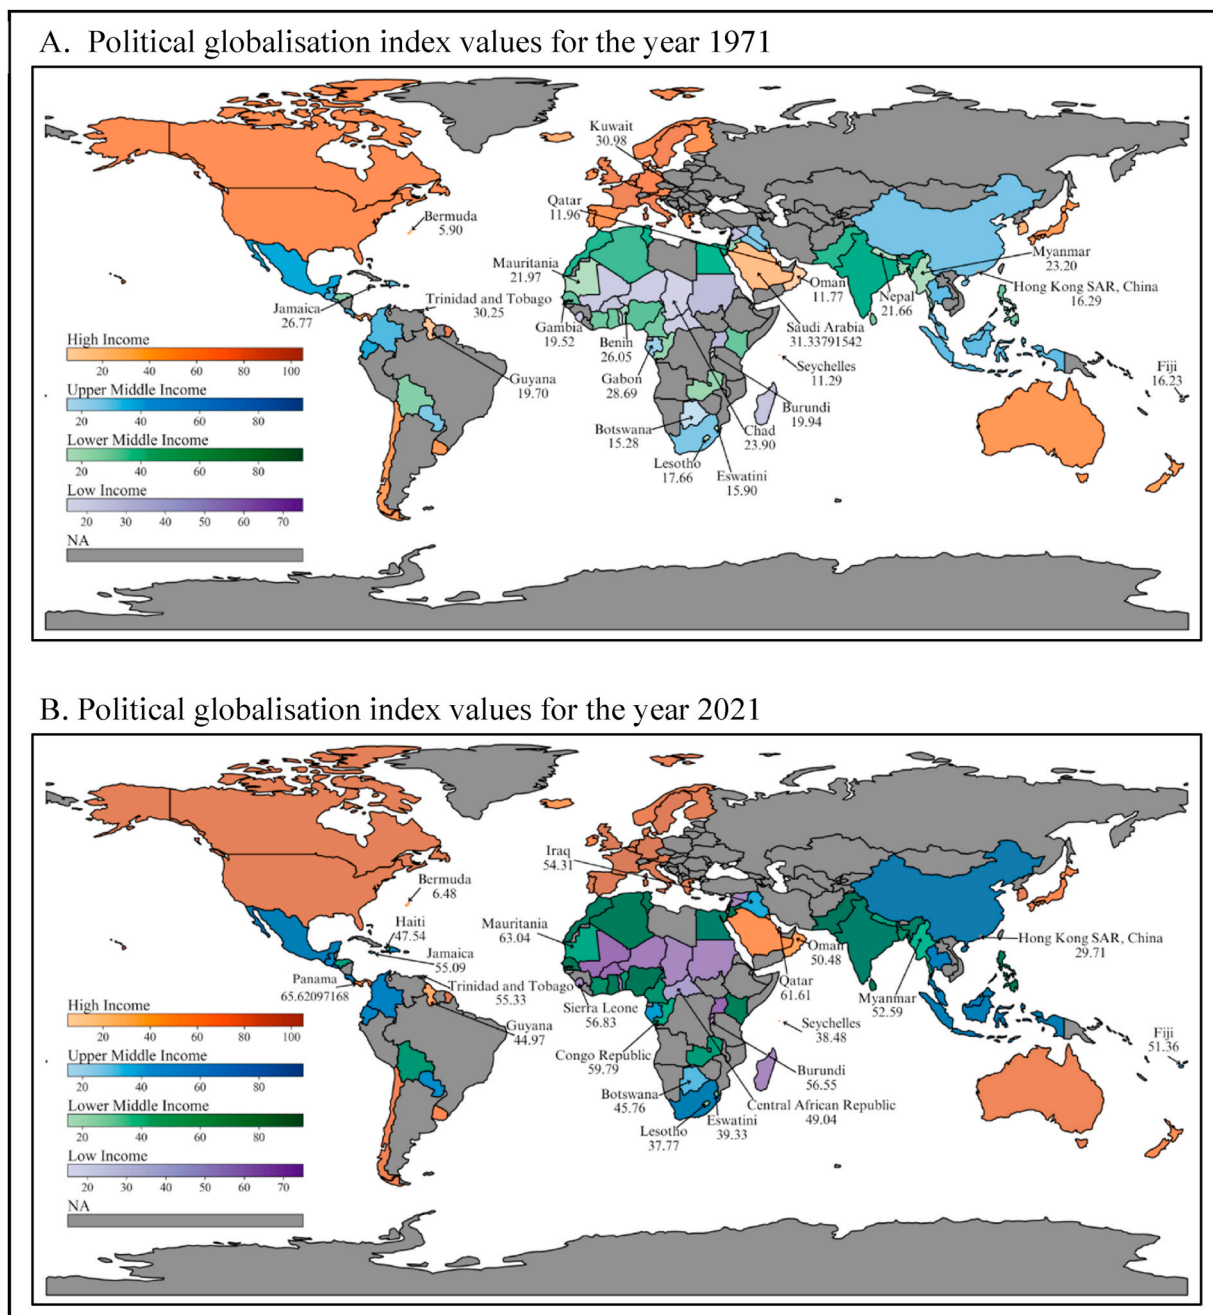 A. Political globalisation index values for the year 1971
Kuwait
30.98
Qatar
11.96
Bermuda
5.90
Mauritania
21.97
Myanmar
23.20
Oman
11.77
Nepal
21.66
Hong Kong SAR, China
16.29
Jamaica
26.77
Trinidad and Tobago
30.25
Gambia
19.52
Benin
26.05
Saudi Arabia
31.33791542
Seychelles
11.29
Fiji
16.23
Guyana
19.70
Gabon
28.69
Burundi
19.94
Botswana
15.28
Chad
23.90
Lesotho
17.66
Eswatini
15.90
High Income
20 40 60 80 100
Upper Middle Income
20 40 60 80
Lower Middle Income
20 40 60 80
Low Income
20 30 40 50 60 70
NA
B. Political globalisation index values for the year 2021
Iraq
54.31
Bermuda
6.48
Haiti
47.54
Mauritania
63.04
Jamaica
55.09
Oman
50.48
Hong Kong SAR, China
29.71
Panama
65.62097168
Trinidad and Tobago
55.33
Qatar
61.61
Myanmar
52.59
Sierra Leone
56.83
Guyana
44.97
Seychelles
38.48
Fiji
51.36
Congo Republic
59.79
Burundi
56.55
Botswana
45.76
Central African Republic
49.04
Lesotho
37.77
Eswatini
39.33
High Income
20 40 60 80 100
Upper Middle Income
20 40 60 80
Lower Middle Income
20 40 60 80
Low Income
20 30 40 50 60 70
NA